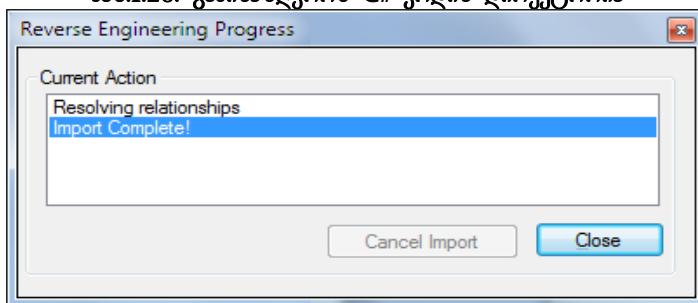 Reverse Engineering Progress
Current Action
Resolving relationships
Import Complete!
Cancel Import
Close